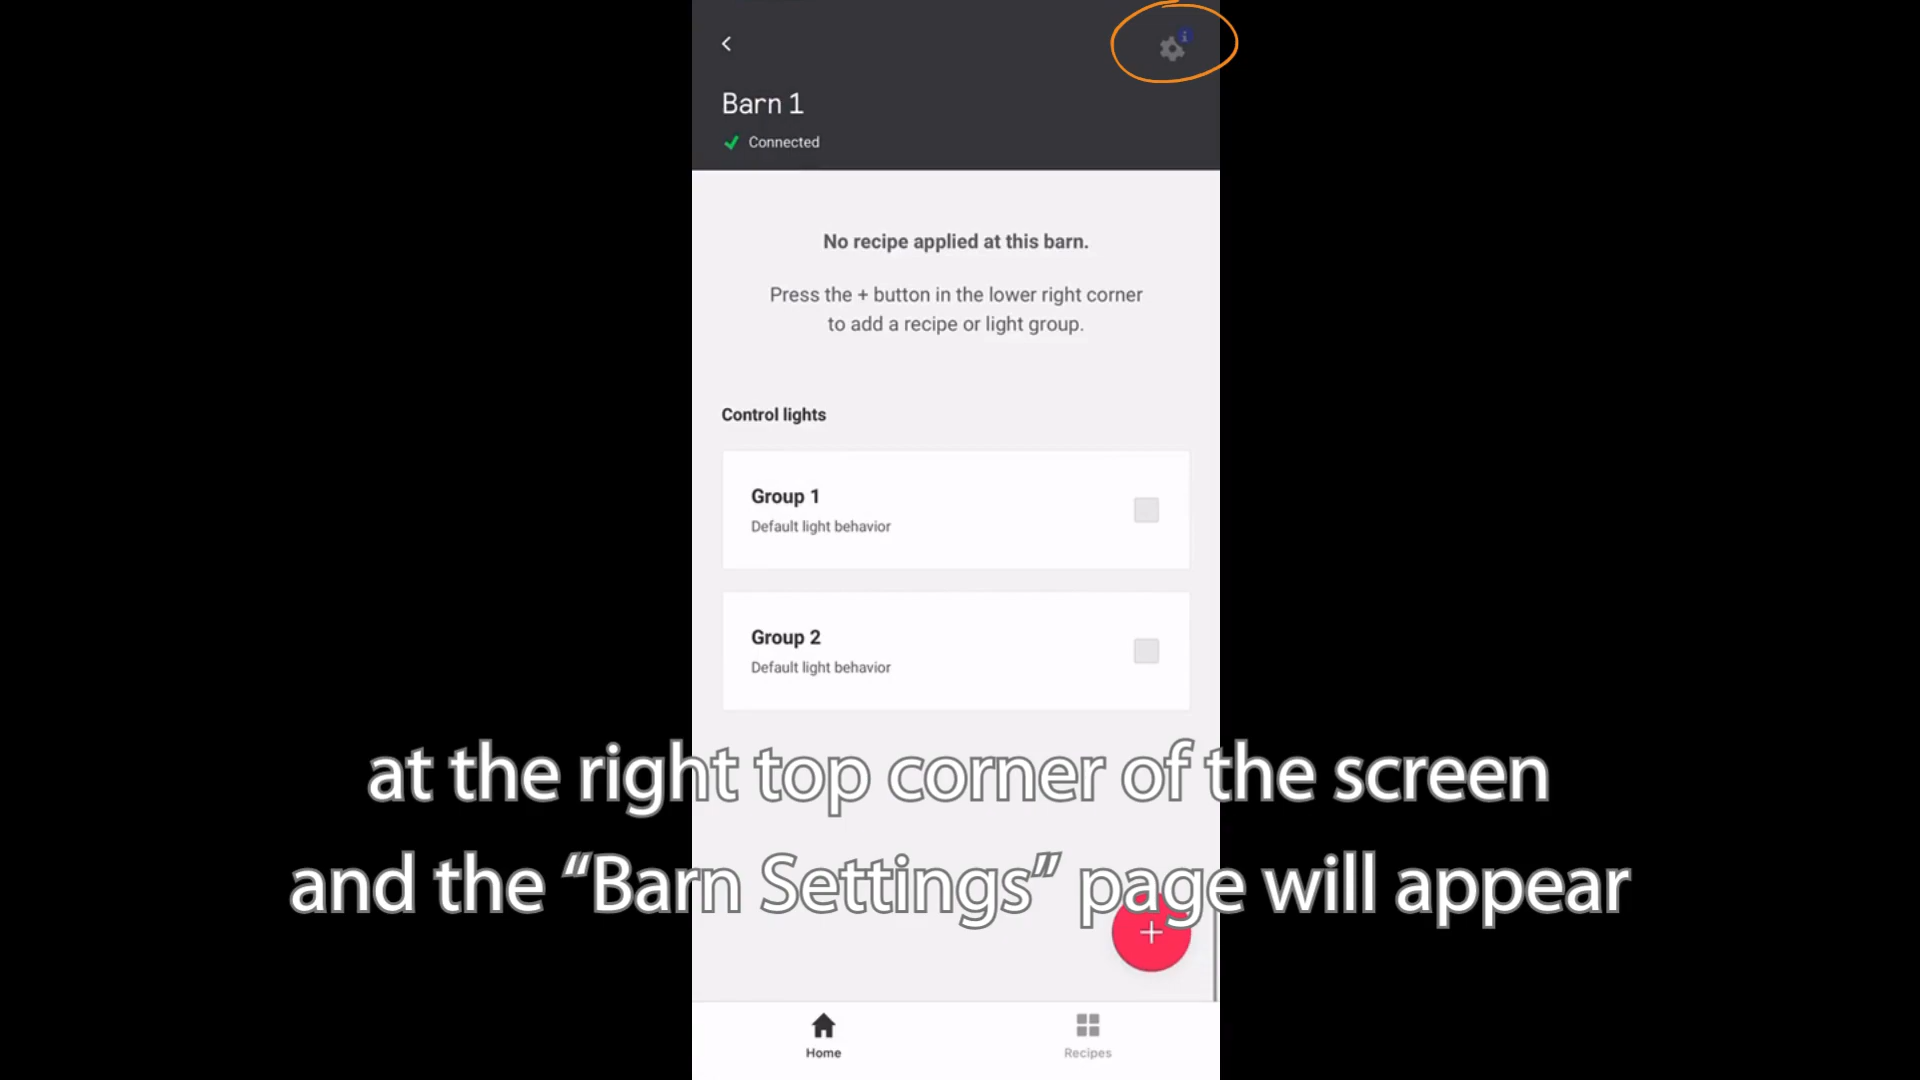 Barn 1
Connected
No recipe applied at this barn.
Press the + button in the lower right corner
to add a recipe or light group.
Control lights
Group 1
Default light behavior
Group 2
Default light behavior
at the right top corner of the screen
and the “Barn Settings” page will appear
+
Home
Recipes